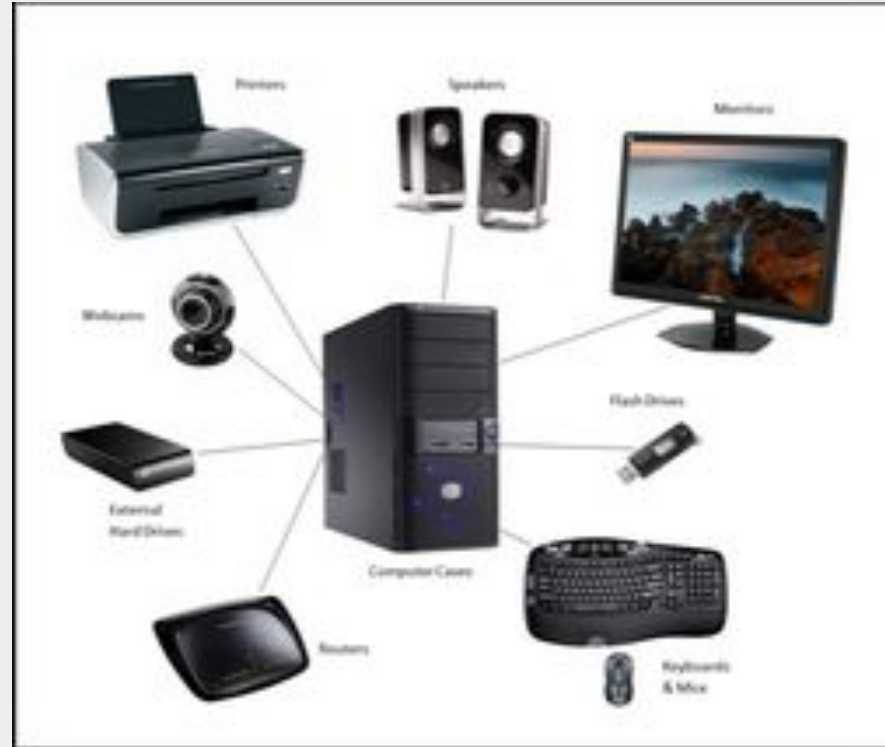 Printers
Speakers
Monitors
Webcams
Flash Drives
External
Hard Drives
Computer Cases
Routers
Keyboards
& Mice